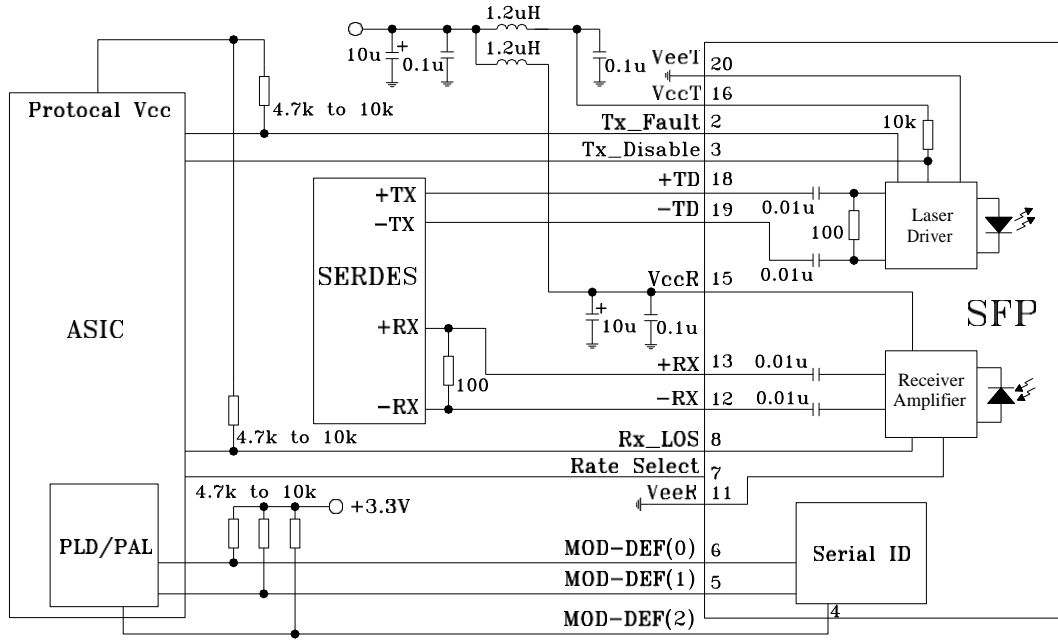 1.2uH
10u
+
0.1u
1.2uH
0.1u
VeeT 20
VccT 16
Protocal Vcc
4.7k to 10k
Tx_Fault 2
10k
Tx_Disable 3
+TX
+TD 18
0.01u
-TX
-TD 19
100
Laser
Driver
0.01u
SERDES
VccR 15
+
10u
0.1u
SFP
ASIC
+RX
+RX 13 0.01u
100
Receiver
Amplifier
-RX
-RX 12 0.01u
4.7k to 10k
Rx_LOS 8
Rate Select 7
4.7k to 10k
VeeR 11
+3.3V
PLD/PAL
MOD-DEF(0) 6
Serial ID
MOD-DEF(1) 5
MOD-DEF(2) 4